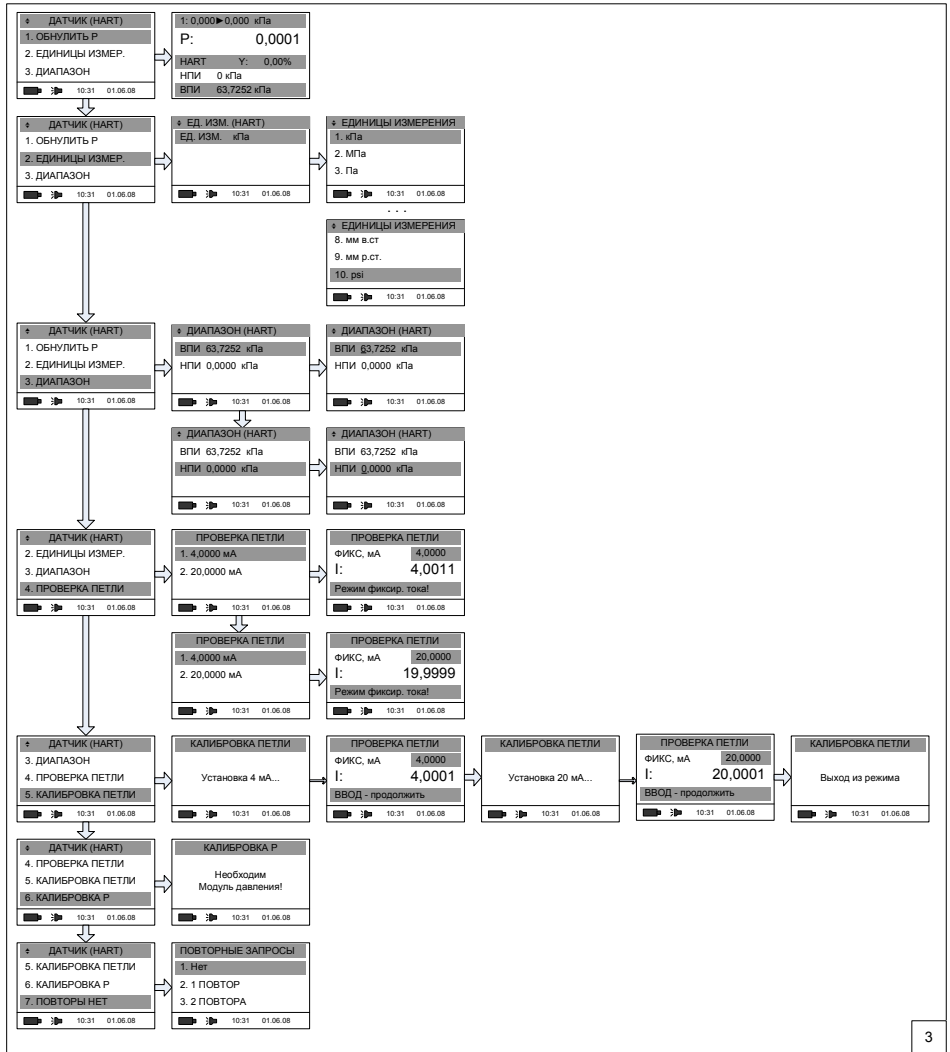 ДАТЧИК (HART)
1. ОБНУЛИТЬ P
2. ЕДИНИЦЫ ИЗМЕР.
3. ДИАПАЗОН
10:31 01.06.08
1: 0,000►0,000 кПа
P: 0,0001
HART Y: 0,00%
НПИ 0 кПа
ВПИ 63,7252 кПа
ДАТЧИК (HART)
1. ОБНУЛИТЬ P
2. ЕДИНИЦЫ ИЗМЕР.
3. ДИАПАЗОН
10:31 01.06.08
ЕД. ИЗМ. (HART)
ЕД. ИЗМ. кПа
10:31 01.06.08
ЕДИНИЦЫ ИЗМЕРЕНИЯ
1. кПа
2. МПа
3. Па
10:31 01.06.08
. . .
ЕДИНИЦЫ ИЗМЕРЕНИЯ
8. мм в.ст
9. мм р.ст.
10. psi
10:31 01.06.08
ДАТЧИК (HART)
1. ОБНУЛИТЬ P
2. ЕДИНИЦЫ ИЗМЕР.
3. ДИАПАЗОН
10:31 01.06.08
ДИАПАЗОН (HART)
ВПИ 63,7252 кПа
НПИ 0,0000 кПа
10:31 01.06.08
ДИАПАЗОН (HART)
ВПИ 63,7252 кПа
НПИ 0,0000 кПа
10:31 01.06.08
ДИАПАЗОН (HART)
ВПИ 63,7252 кПа
НПИ 0,0000 кПа
10:31 01.06.08
ДИАПАЗОН (HART)
ВПИ 63,7252 кПа
НПИ 0,0000 кПа
10:31 01.06.08
ДАТЧИК (HART)
2. ЕДИНИЦЫ ИЗМЕР.
3. ДИАПАЗОН
4. ПРОВЕРКА ПЕТЛИ
10:31 01.06.08
ПРОВЕРКА ПЕТЛИ
1. 4,0000 мА
2. 20,0000 мА
10:31 01.06.08
ПРОВЕРКА ПЕТЛИ
ФИКС, мА 4,0000
I: 4,0011
Режим фиксир. тока!
10:31 01.06.08
ПРОВЕРКА ПЕТЛИ
1. 4,0000 мА
2. 20,0000 мА
10:31 01.06.08
ПРОВЕРКА ПЕТЛИ
ФИКС, мА 20,0000
I: 19,9999
Режим фиксир. тока!
10:31 01.06.08
ДАТЧИК (HART)
3. ДИАПАЗОН
4. ПРОВЕРКА ПЕТЛИ
5. КАЛИБРОВКА ПЕТЛИ
10:31 01.06.08
КАЛИБРОВКА ПЕТЛИ
Установка 4 мА...
10:31 01.06.08
ПРОВЕРКА ПЕТЛИ
ФИКС, мА 4,0000
I: 4,0001
ВВОД - продолжить
10:31 01.06.08
КАЛИБРОВКА ПЕТЛИ
Установка 20 мА...
10:31 01.06.08
ПРОВЕРКА ПЕТЛИ
ФИКС, мА 20,0000
I: 20,0001
ВВОД - продолжить
10:31 01.06.08
КАЛИБРОВКА ПЕТЛИ
Выход из режима
10:31 01.06.08
ДАТЧИК (HART)
4. ПРОВЕРКА ПЕТЛИ
5. КАЛИБРОВКА ПЕТЛИ
6. КАЛИБРОВКА P
10:31 01.06.08
КАЛИБРОВКА P
Необходим
Модуль давления!
10:31 01.06.08
ДАТЧИК (HART)
5. КАЛИБРОВКА ПЕТЛИ
6. КАЛИБРОВКА P
7. ПОВТОРЫ НЕТ
10:31 01.06.08
ПОВТОРНЫЕ ЗАПРОСЫ
1. Нет
2. 1 ПОВТОР
3. 2 ПОВТОРА
10:31 01.06.08
3